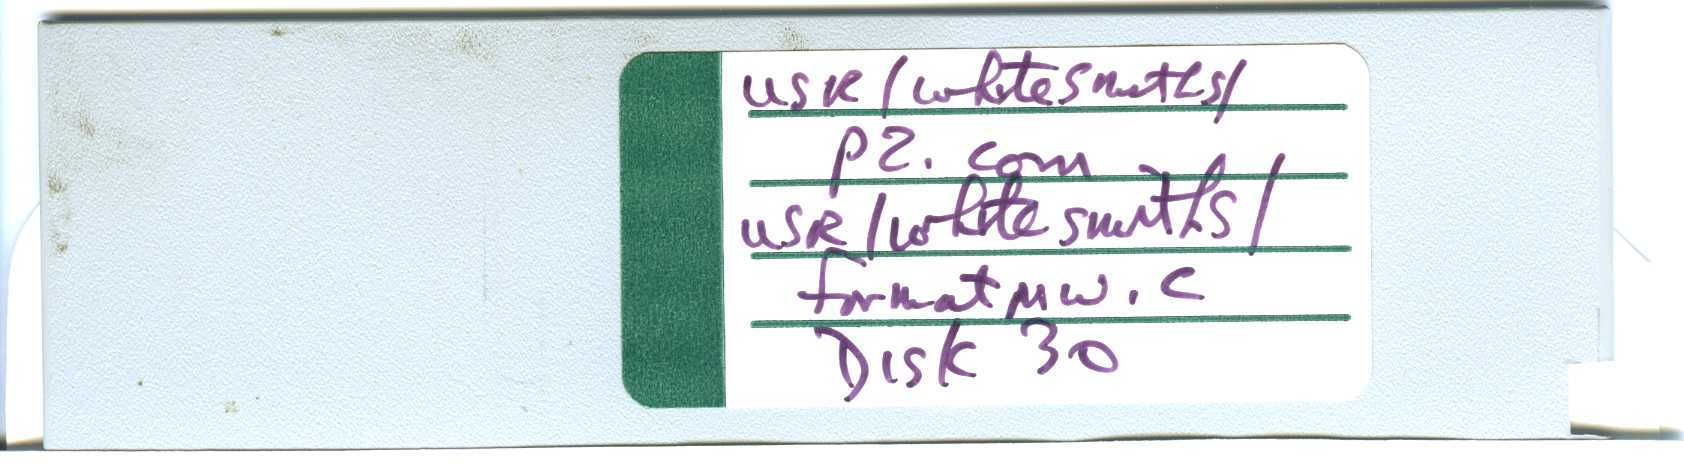 USR/whitesmiths/
P2.com
USR/whitesmiths/
formatMW.c
Disk 30